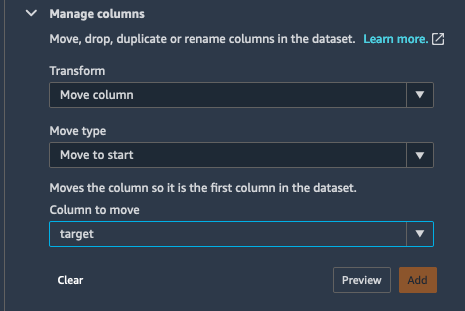 Manage columns
Move, drop, duplicate or rename columns in the dataset. Learn more.
Transform
Move column
Move type
Move to start
Moves the column so it is the first column in the dataset.
Column to move
target
Clear Preview Add